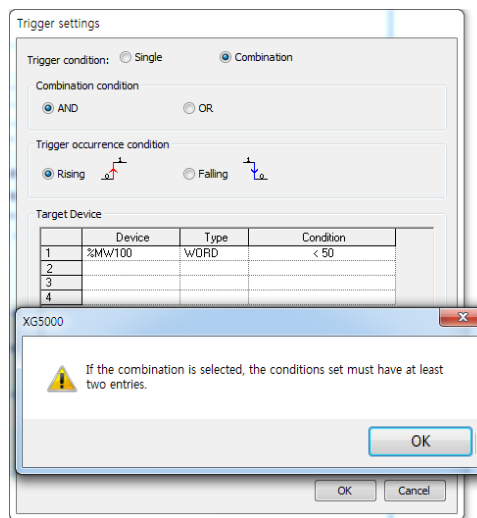 Trigger settings
Trigger condition: Single Combination
Combination condition
AND OR
Trigger occurrence condition
Rising 0 1 Falling 1 0
Target Device
Device Type Condition
1 %MW100 WORD < 50
2
3
4
XG5000
x
If the combination is selected, the conditions set must have at least
two entries.
OK
OK Cancel